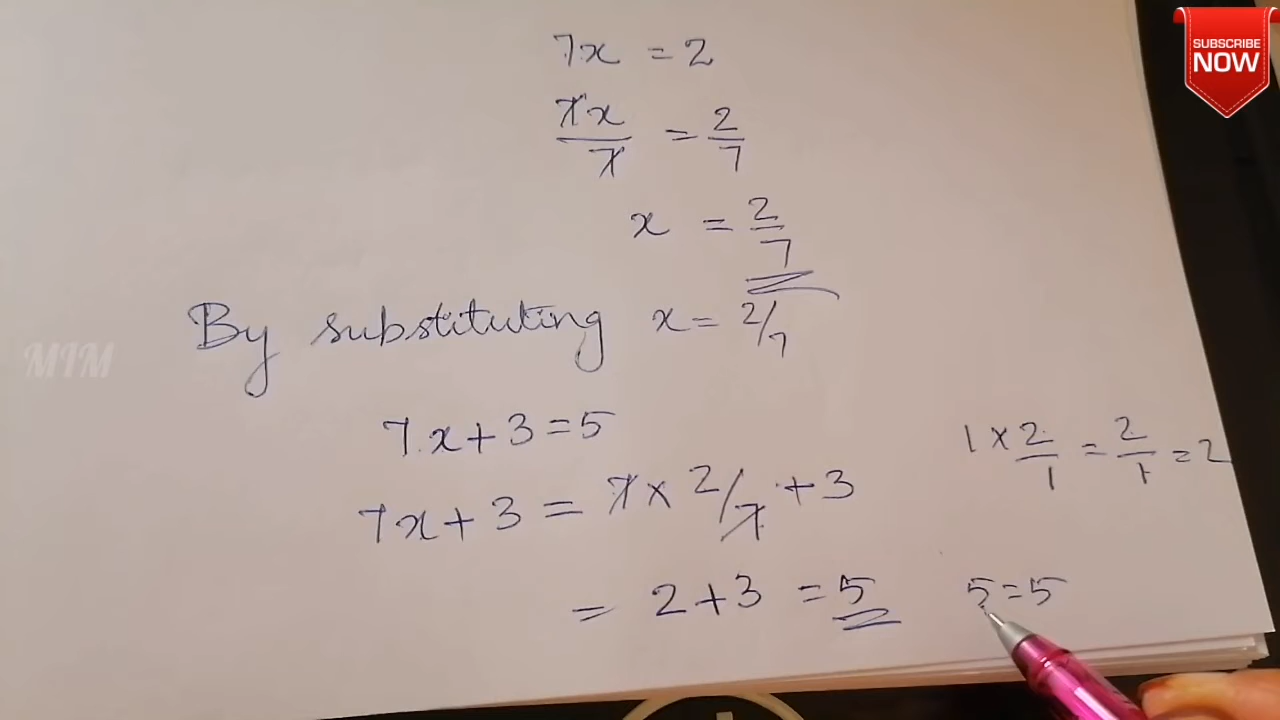 SUBSCRIBE
NOW
7x = 2
7x/7 = 2/7
x = 2/7
By substituting x = 2/7
MIM
7x + 3 = 5
1 × 2/1 = 2/1 = 2
7x + 3 = 7 × 2/7 + 3
= 2 + 3 = 5 5 = 5